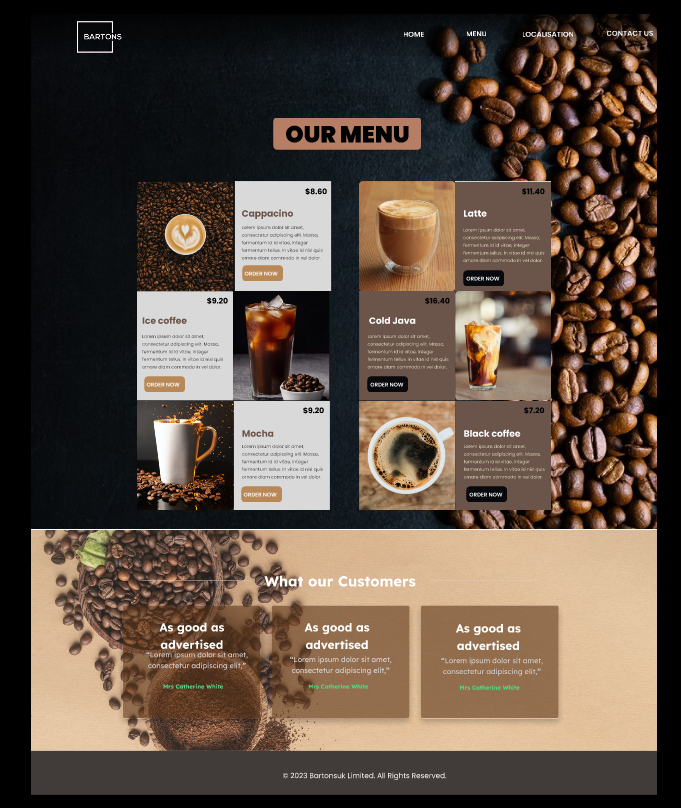 BARTONS
HOME MENU LOCALISATION CONTACT US
OUR MENU
$8.60
Cappacino
Lorem ipsum dolor sit amet,
consectetur adipiscing elit. Massa,
fermentum id id vitae, integer
fermentum tellus. In vitae id nisl quis
ornare diam commodo in vel dolor.
ORDER NOW
$11.40
Latte
Lorem ipsum dolor sit amet,
consectetur adipiscing elit. Massa,
fermentum id id vitae, integer
fermentum tellus. In vitae id nisl quis
ornare diam commodo in vel dolor.
ORDER NOW
$9.20
Ice coffee
Lorem ipsum dolor sit amet,
consectetur adipiscing elit. Massa,
fermentum id id vitae, integer
fermentum tellus. In vitae id nisl quis
ornare diam commodo in vel dolor.
ORDER NOW
$16.40
Cold Java
Lorem ipsum dolor sit amet,
consectetur adipiscing elit. Massa,
fermentum id id vitae, integer
fermentum tellus. In vitae id nisl quis
ornare diam commodo in vel dolor.
ORDER NOW
$9.20
Mocha
Lorem ipsum dolor sit amet,
consectetur adipiscing elit. Massa,
fermentum id id vitae, integer
fermentum tellus. In vitae id nisl quis
ornare diam commodo in vel dolor.
ORDER NOW
$7.20
Black coffee
Lorem ipsum dolor sit amet,
consectetur adipiscing elit. Massa,
fermentum id id vitae, integer
fermentum tellus. In vitae id nisl quis
ornare diam commodo in vel dolor.
ORDER NOW
What our Customers
As good as
advertised
“Lorem ipsum dolor sit amet,
consectetur adipiscing elit,”
Mrs Catherine White
As good as
advertised
“Lorem ipsum dolor sit amet,
consectetur adipiscing elit,”
Mrs Catherine White
As good as
advertised
“Lorem ipsum dolor sit amet,
consectetur adipiscing elit,”
Mrs Catherine White
© 2023 Bartonsuk Limited. All Rights Reserved.